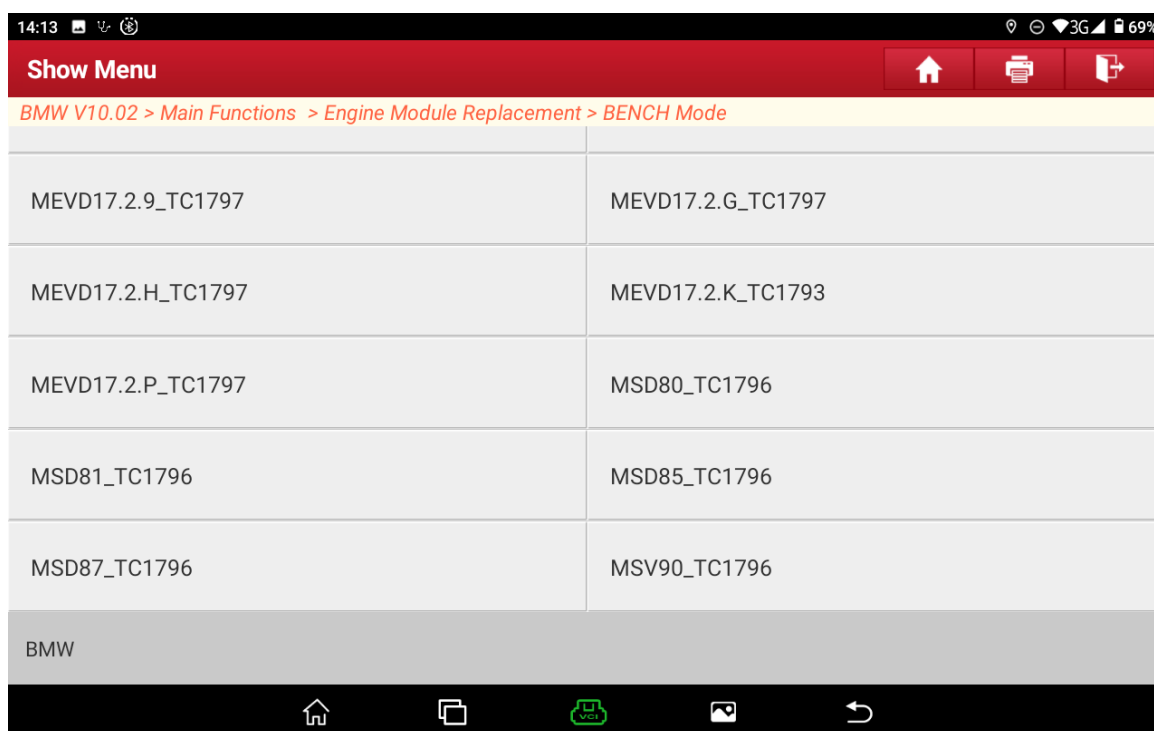 14:13 3G 69%
Show Menu
BMW V10.02 > Main Functions > Engine Module Replacement > BENCH Mode
MEVD17.2.9_TC1797 MEVD17.2.G_TC1797
MEVD17.2.H_TC1797 MEVD17.2.K_TC1793
MEVD17.2.P_TC1797 MSD80_TC1796
MSD81_TC1796 MSD85_TC1796
MSD87_TC1796 MSV90_TC1796
BMW
VCI